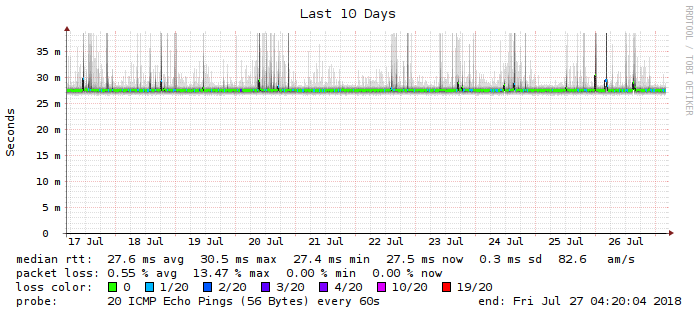 Last 10 Days
RRDTOOL / TOBI OETIKER
Seconds
35 m
30 m
25 m
20 m
15 m
10 m
5 m
0
17 Jul 18 Jul 19 Jul 20 Jul 21 Jul 22 Jul 23 Jul 24 Jul 25 Jul 26 Jul
median rtt: 27.6 ms avg 30.5 ms max 27.4 ms min 27.5 ms now 0.3 ms sd 82.6 am/s
packet loss: 0.55 % avg 13.47 % max 0.00 % min 0.00 % now
loss color: 0 1/20 2/20 3/20 4/20 10/20 19/20
probe: 20 ICMP Echo Pings (56 Bytes) every 60s end: Fri Jul 27 04:20:04 2018